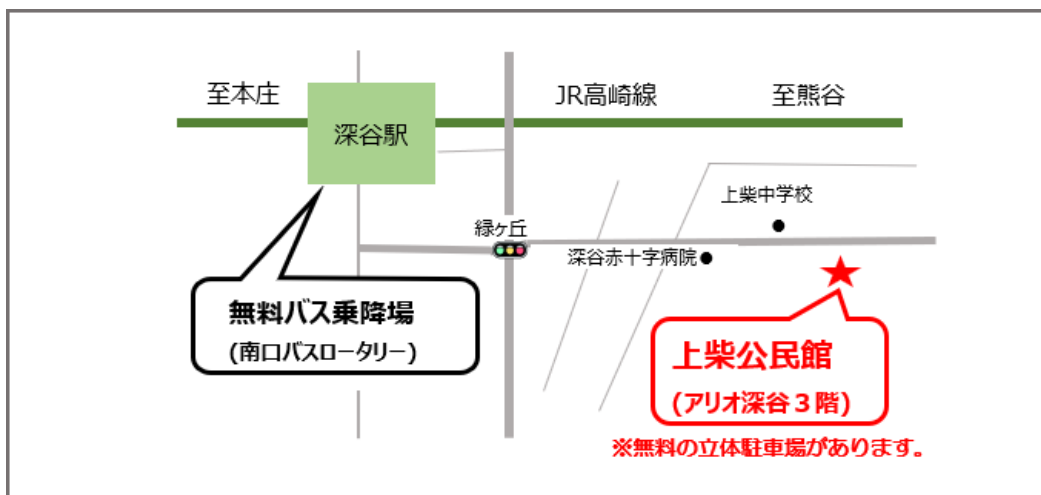 至本庄
JR高崎線
至熊谷
深谷駅
上柴中学校
緑ヶ丘
深谷赤十字病院
無料バス乗降場
(南口バスロータリー)
上柴公民館
(アリオ深谷３階)
※無料の立体駐車場があります。